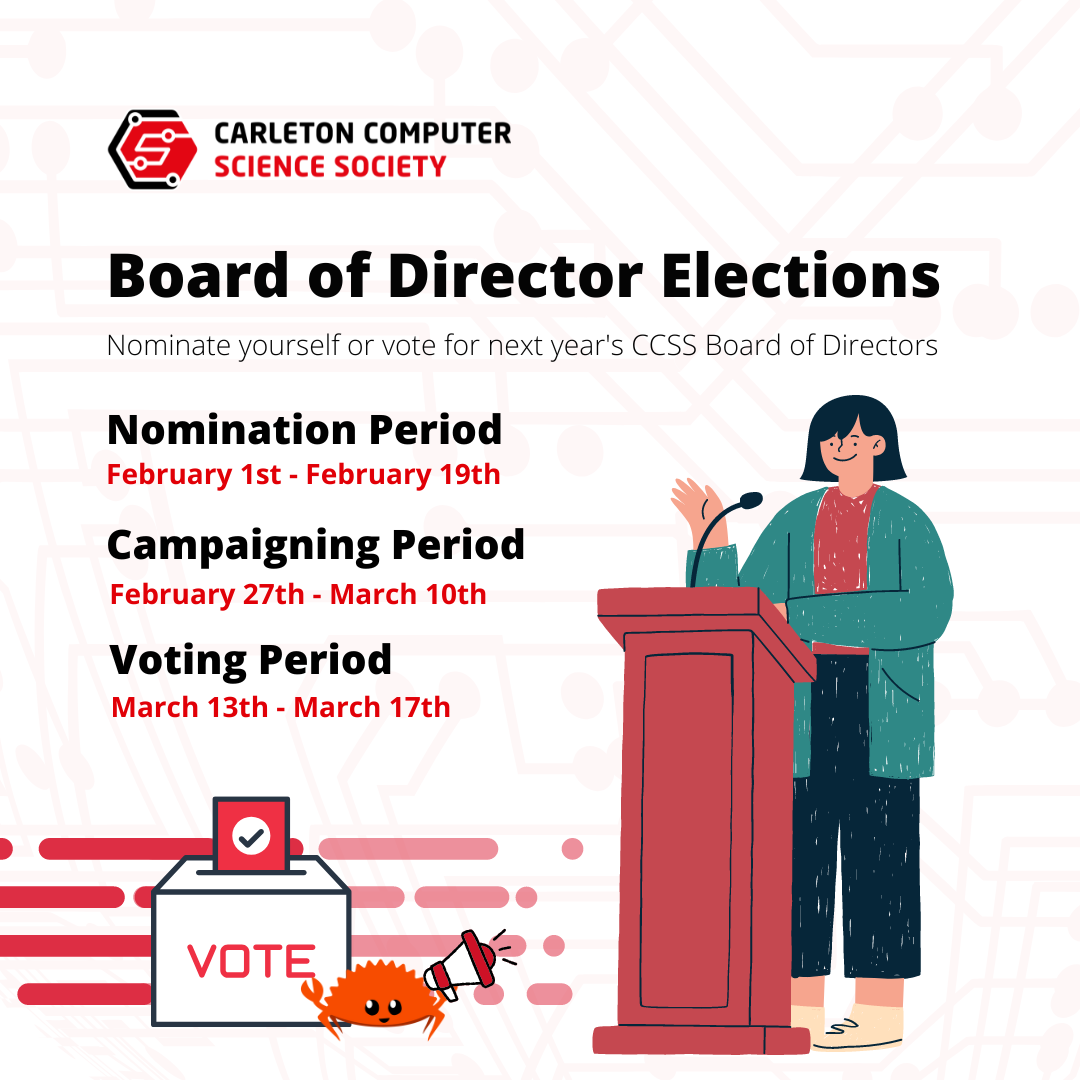 CARLETON COMPUTER
SCIENCE SOCIETY
Board of Director Elections
Nominate yourself or vote for next year's CCSS Board of Directors
Nomination Period
February 1st - February 19th
Campaigning Period
February 27th - March 10th
Voting Period
March 13th - March 17th
VOTE